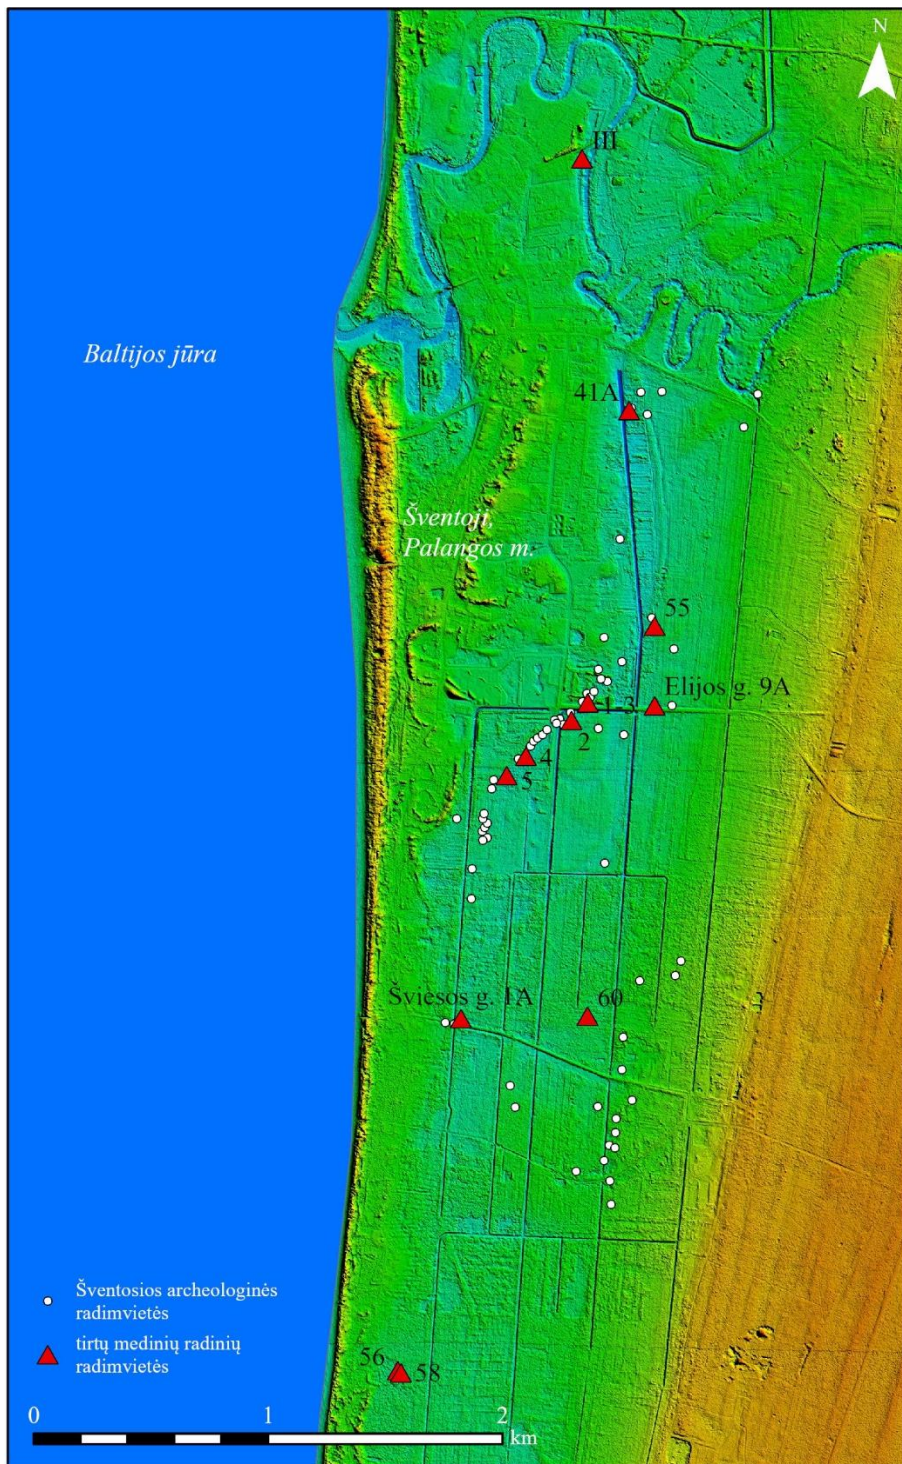 N
III
Baltijos jūra
41A
Šventoji,
Palangos m.
55
Elijos g. 9A
1-3
2
4
5
Šviesos g. 1A
60
Šventosios archeologinės
radimvietės
tirtų medinių radinių
radimvietės
56
58
0 1 2
km